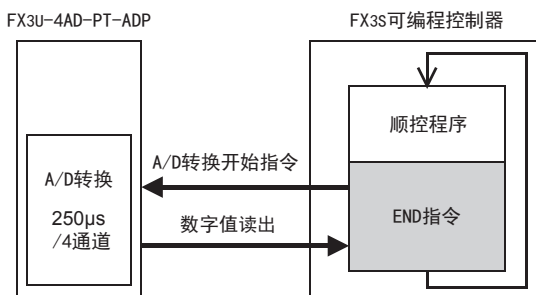 FX3U-4AD-PT-ADP
FX3S可编程控制器
顺控程序
A/D转换开始指令
A/D转换
250μs
/4通道
数字值读出
END指令